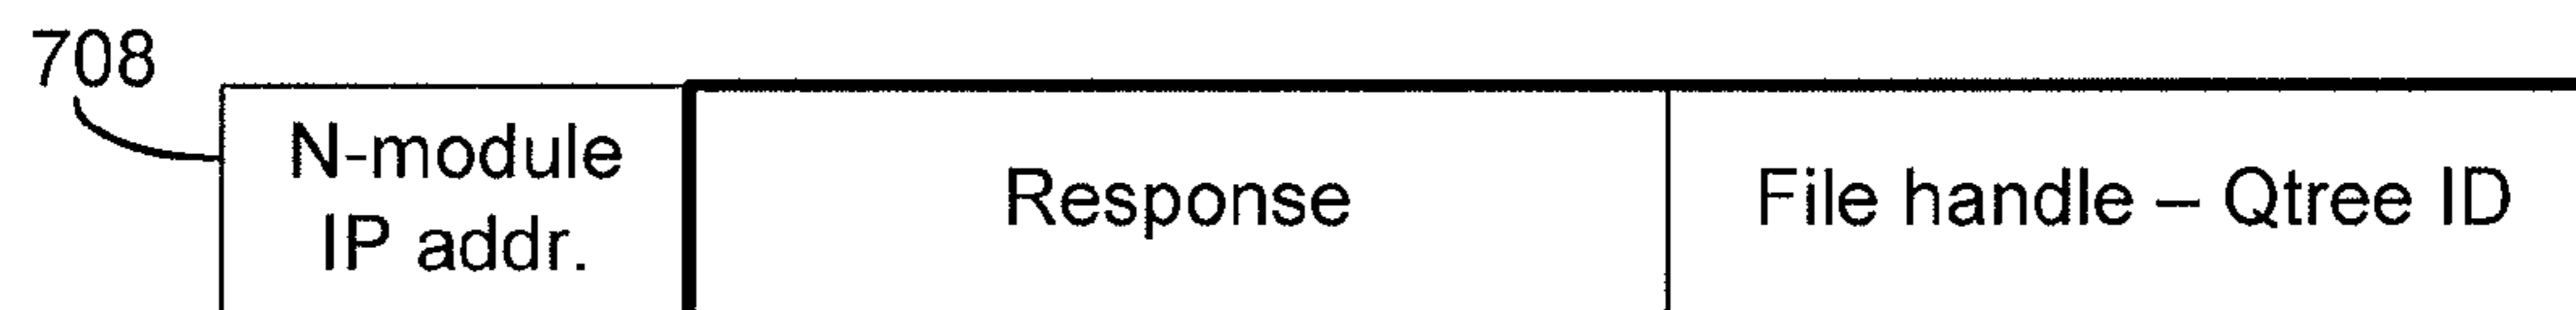 708
N-module
IP addr.
Response
File handle – Qtree ID